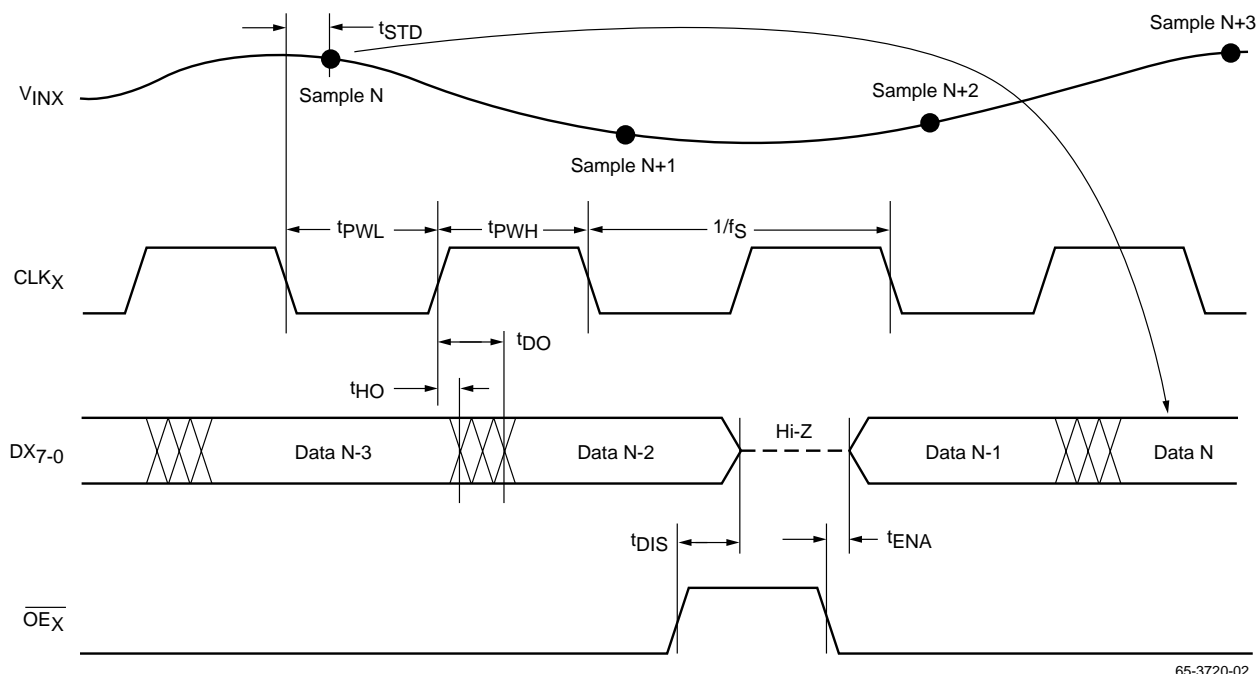 tSTD
Sample N+3
VINX
Sample N
Sample N+2
Sample N+1
tPWL
tPWH
1/fS
CLKX
tDO
tHO
DX7-0
Data N-3
Data N-2
Hi-Z
Data N-1
Data N
tDIS
tENA
OEX
65-3720-02